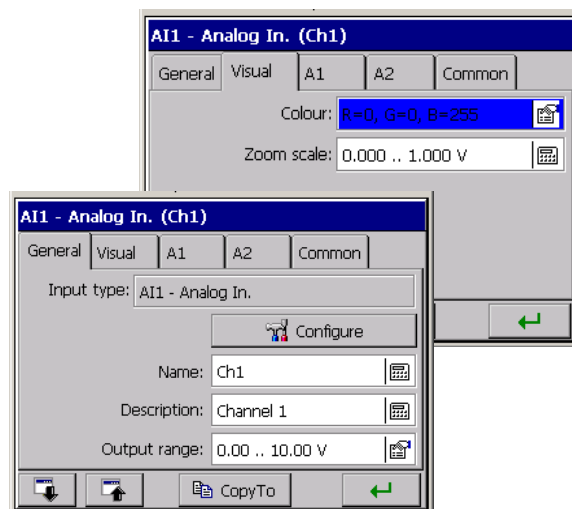 AI1 - Analog In. (Ch1)
General Visual A1 A2 Common
Colour: R=0, G=0, B=255
Zoom scale: 0.000 .. 1.000 V
AI1 - Analog In. (Ch1)
General Visual A1 A2 Common
Input type: AI1 - Analog In.
Configure
Name: Ch1
Description: Channel 1
Output range: 0.00 .. 10.00 V
CopyTo